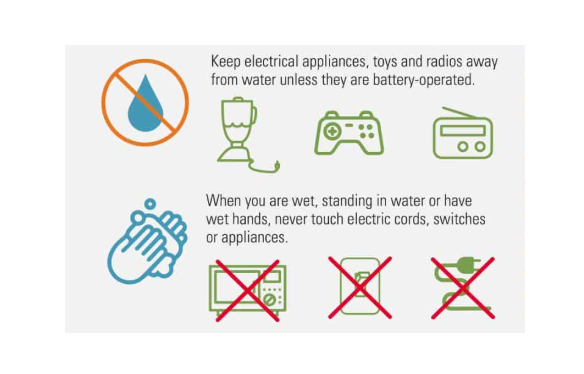 Keep electrical appliances, toys and radios away
from water unless they are battery-operated.
When you are wet, standing in water or have
wet hands, never touch electric cords, switches
or appliances.